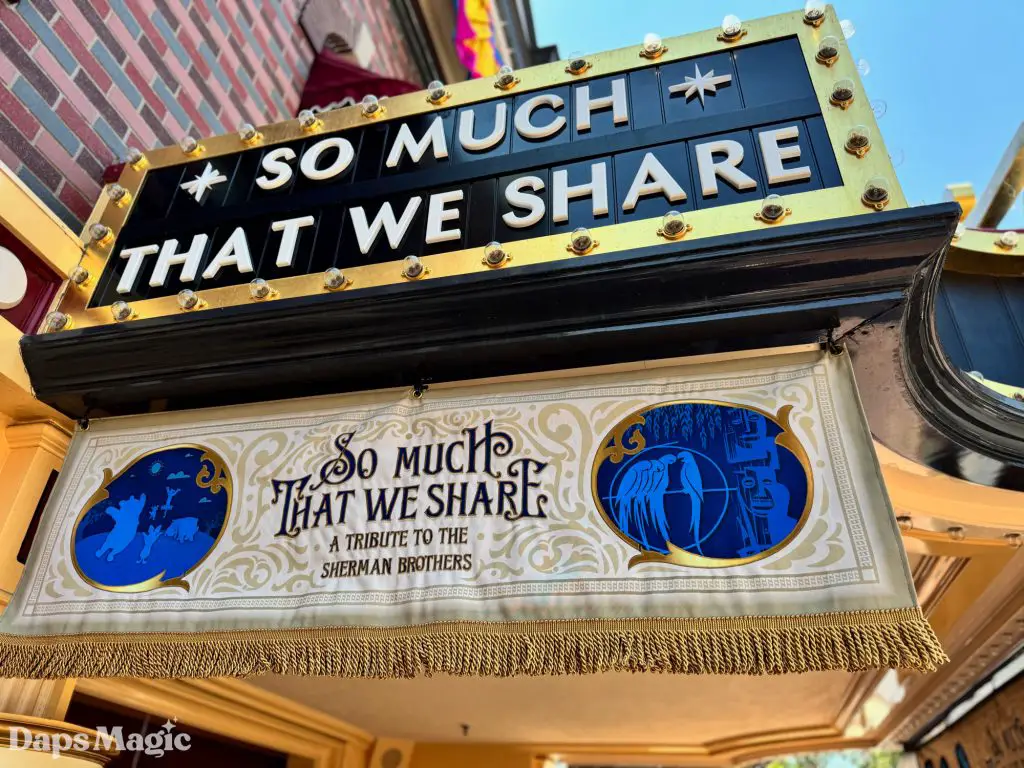 SO MUCH
THAT WE SHARE
SO MUCH
THAT WE SHARE
A TRIBUTE TO THE
SHERMAN BROTHERS
DapsMagic